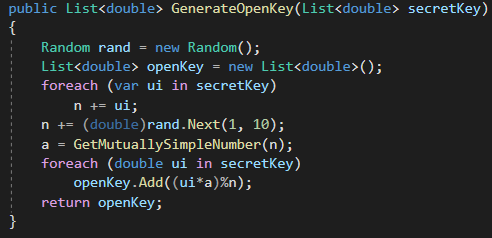 public List<double> GenerateOpenKey(List<double> secretKey)
{
    Random rand = new Random();
    List<double> openKey = new List<double>();
    foreach (var ui in secretKey)
        n += ui;
    n += (double)rand.Next(1, 10);
    a = GetMutuallySimpleNumber(n);
    foreach (double ui in secretKey)
        openKey.Add((ui*a)%n);
    return openKey;
}